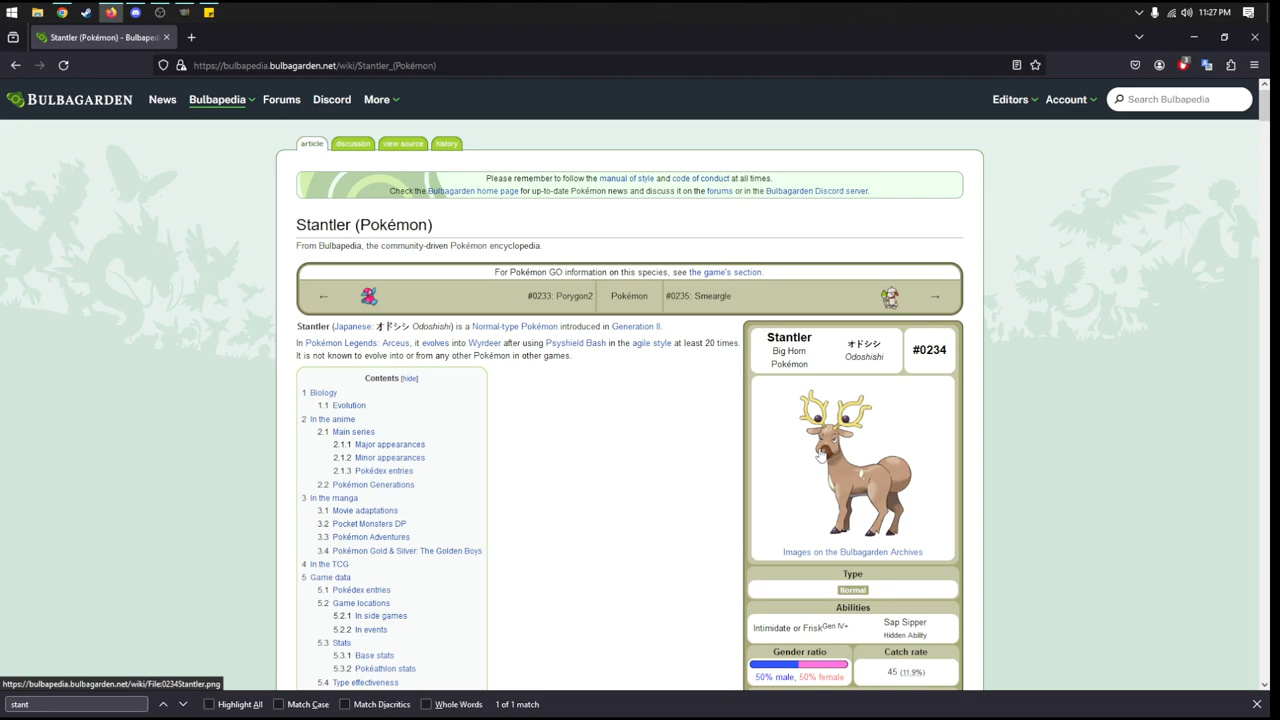 11:27 PM
Stantler (Pokémon) - Bulbaped
https://bulbapedia.bulbagarden.net/wiki/Stantler_(Pokémon)
3
BULBAGARDEN News Bulbapedia Forums Discord More Editors Account Search Bulbapedia
article discussion view source history
Please remember to follow the manual of style and code of conduct at all times.
Check the Bulbagarden home page for up-to-date Pokémon news and discuss it on the forums or in the Bulbagarden Discord server.
Stantler (Pokémon)
From Bulbapedia, the community-driven Pokémon encyclopedia.
For Pokémon GO information on this species, see the game's section.
← #0233: Porygon2 Pokémon #0235: Smeargle →
Stantler (Japanese: オドシシ Odoshishi) is a Normal-type Pokémon introduced in Generation II.
In Pokémon Legends: Arceus, it evolves into Wyrdeer after using Psyshield Bash in the agile style at least 20 times.
It is not known to evolve into or from any other Pokémon in other games.
Contents [hide]
1 Biology
1.1 Evolution
2 In the anime
2.1 Main series
2.1.1 Major appearances
2.1.2 Minor appearances
2.1.3 Pokédex entries
2.2 Pokémon Generations
3 In the manga
3.1 Movie adaptations
3.2 Pocket Monsters DP
3.3 Pokémon Adventures
3.4 Pokémon Gold & Silver: The Golden Boys
4 In the TCG
5 Game data
5.1 Pokédex entries
5.2 Game locations
5.2.1 In side games
5.2.2 In events
5.3 Stats
5.3.1 Base stats
5.3.2 Pokéathlon stats
5.4 Type effectiveness
Stantler
Big Horn
Pokémon
オドシシ
Odoshishi
#0234
Images on the Bulbagarden Archives
Type
Normal
Abilities
Intimidate or Frisk Gen IV+
Sap Sipper
Hidden Ability
Gender ratio
50% male, 50% female
Catch rate
45 (11.9%)
https://bulbapedia.bulbagarden.net/wiki/File:0234Stantler.png
stant Highlight All Match Case Match Diacritics Whole Words 1 of 1 match